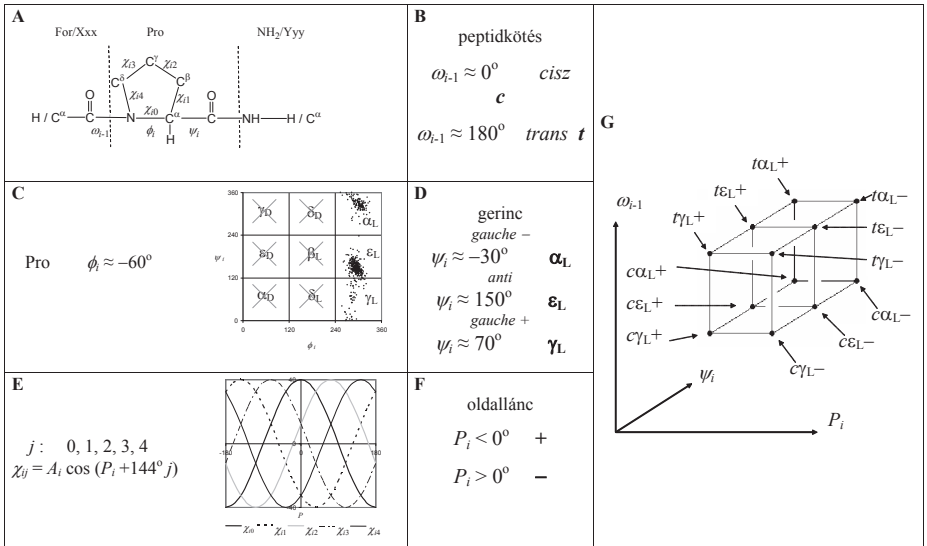 A
For/Xxx Pro NH₂/Yyy
χi3 Cγ χi2
Cδ Cβ
O χi4 χi1 O
χi0
H / Cα C N Cα C NH H / Cα
ωi-1 ϕi ψi
H
B
peptidkötés
ωi-1 ≈ 0° cisz
c
ωi-1 ≈ 180° trans t
C
Pro ϕi ≈ –60°
360
240
120
0
ψi
γD δD αL
εD βL εL
αD δL γL
0 120 240 360
ϕi
D
gerinc
gauche –
ψi ≈ –30° αL
anti
ψi ≈ 150° εL
gauche +
ψi ≈ 70° γL
E
j : 0, 1, 2, 3, 4
χij = Ai cos (Pi +144° j)
40
-180 0 180
-40
P
χi0 χi1 χi2 χi3 χi4
F
oldallánc
Pi < 0° +
Pi > 0° –
G
ωi-1
tαL+
tεL+ tαL–
tγL+ tεL–
tγL–
cαL+
cεL+
cαL–
cγL+ cεL–
cγL–
ψi
Pi